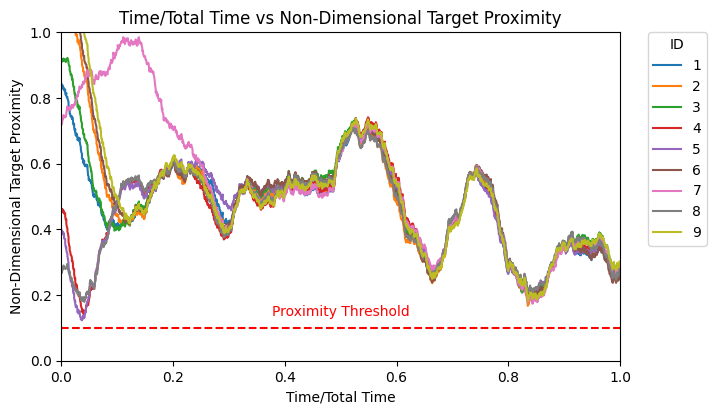 Time/Total Time vs Non-Dimensional Target Proximity
Non-Dimensional Target Proximity
1.0
0.8
0.6
0.4
0.2
0.0
Proximity Threshold
0.0 0.2 0.4 0.6 0.8 1.0
Time/Total Time
ID
1
2
3
4
5
6
7
8
9